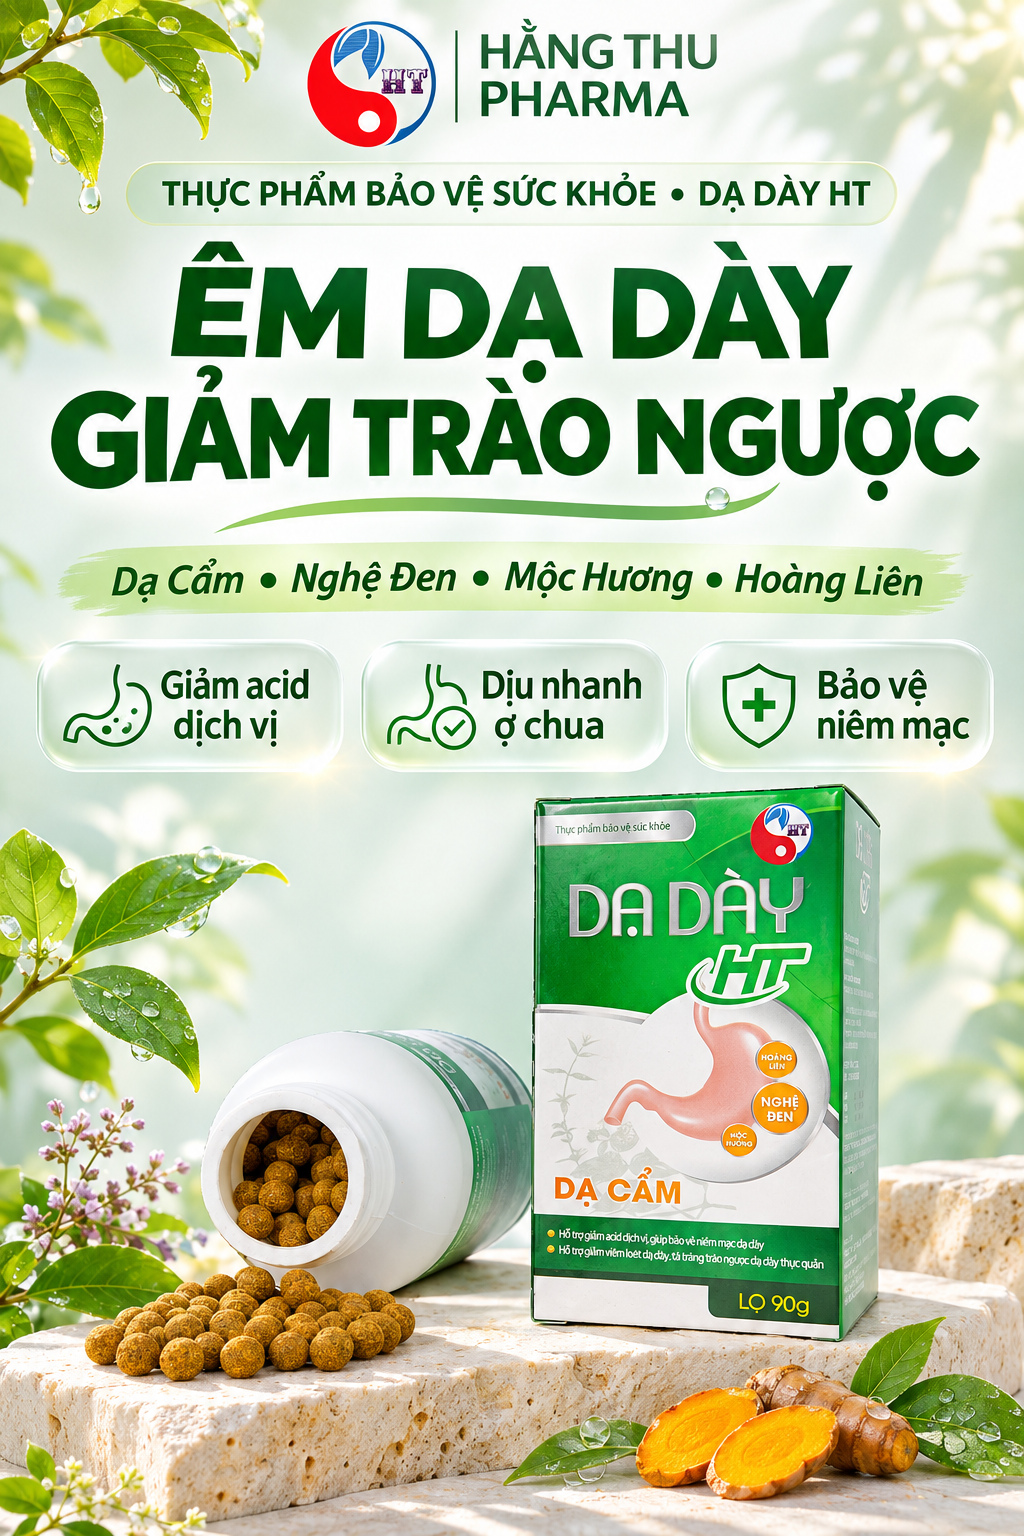 HT
HẰNG THU
PHARMA
THỰC PHẨM BẢO VỆ SỨC KHỎE • DẠ DÀY HT
ÊM DẠ DÀY
GIẢM TRÀO NGƯỢC
Dạ Cẩm • Nghệ Đen • Mộc Hương • Hoàng Liên
Giảm acid
dịch vị
Dịu nhanh
ợ chua
Bảo vệ
niêm mạc
Thực phẩm bảo vệ sức khỏe
HT
DẠ DÀY
HT
HOÀNG
LIÊN
NGHỆ
ĐEN
MỘC
HƯƠNG
DẠ CẨM
Hỗ trợ giảm acid dịch vị, giúp bảo vệ niêm mạc dạ dày
Hỗ trợ giảm viêm loét dạ dày, tá tràng trào ngược dạ dày thực quản
LỌ 90g